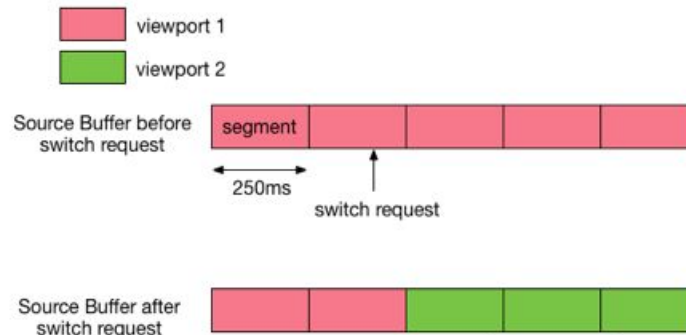 viewport 1
viewport 2
Source Buffer before
switch request
segment
250ms
switch request
Source Buffer after
switch request